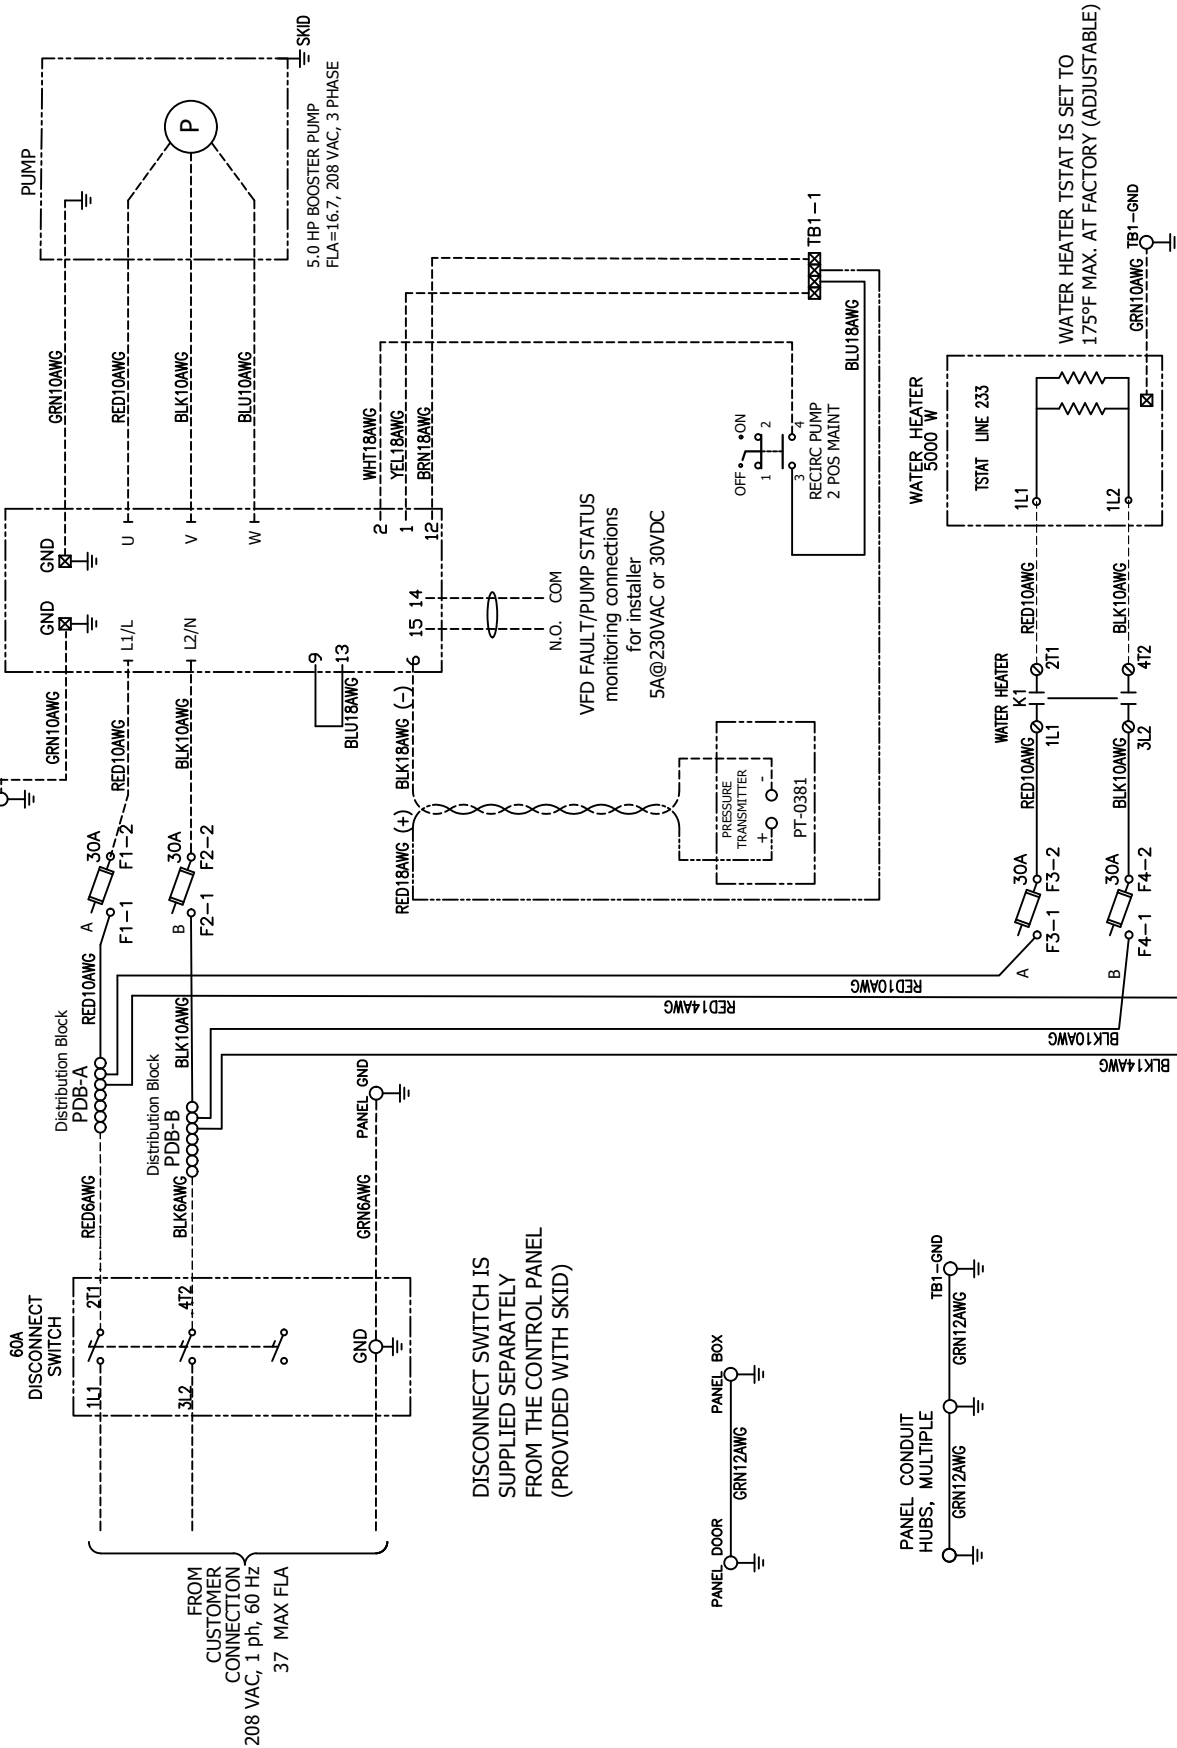 SKID
PUMP
P
5.0 HP BOOSTER PUMP
FLA=16.7, 208 VAC, 3 PHASE
GRN10AWG
RED10AWG
BLK10AWG
BLU10AWG
GND
GND
U
V
W
L1/L
L2/N
2
1
12
WHT18AWG
YEL18AWG
BRN18AWG
TB1-1
BLU18AWG
OFF
ON
1
2
3
4
RECIRC PUMP
2 POS MAINT
9
13
BLU18AWG
15
14
6
N.O.
COM
VFD FAULT/PUMP STATUS
monitoring connections
for installer
5A@230VAC or 30VDC
GRN10AWG
RED10AWG
BLK10AWG
30A
A
F1-1
F1-2
30A
B
F2-1
F2-2
RED18AWG (+)
BLK18AWG (-)
PRESSURE
TRANSMITTER
+
-
PT-0381
WATER HEATER TSTAT IS SET TO
175°F MAX. AT FACTORY (ADJUSTABLE)
GRN10AWG
TB1-GND
WATER HEATER
5000 W
TSTAT LINE 233
1L1
1L2
RED10AWG
BLK10AWG
WATER HEATER
K1
2T1
1L1
4T2
3L2
RED10AWG
BLK10AWG
30A
A
F3-1
F3-2
30A
B
F4-1
F4-2
RED10AWG
RED14AWG
BLK10AWG
BLK14AWG
RED10AWG
BLK10AWG
Distribution Block
PDB-A
Distribution Block
PDB-B
PANEL GND
RED6AWG
BLK6AWG
GRN6AWG
60A
DISCONNECT
SWITCH
1L1
2T1
3L2
4T2
GND
DISCONNECT SWITCH IS
SUPPLIED SEPARATELY
FROM THE CONTROL PANEL
(PROVIDED WITH SKID)
FROM
CUSTOMER
CONNECTION
208 VAC, 1 ph, 60 Hz
37 MAX FLA
PANEL DOOR
GRN12AWG
PANEL BOX
PANEL CONDUIT
HUBS, MULTIPLE
GRN12AWG
GRN12AWG
TB1-GND